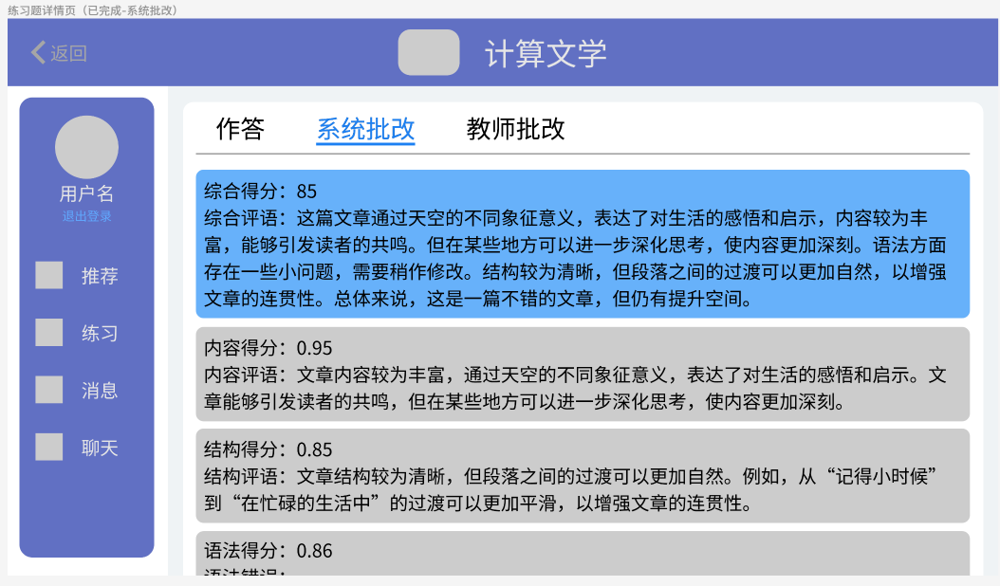 练习题详情页（已完成-系统批改）
返回
计算文学
用户名
退出登录
推荐
练习
消息
聊天
作答 系统批改 教师批改
综合得分：85
综合评语：这篇文章通过天空的不同象征意义，表达了对生活的感悟和启示，内容较为丰
富，能够引发读者的共鸣。但在某些地方可以进一步深化思考，使内容更加深刻。语法方面
存在一些小问题，需要稍作修改。结构较为清晰，但段落之间的过渡可以更加自然，以增强
文章的连贯性。总体来说，这是一篇不错的文章，但仍有提升空间。
内容得分：0.95
内容评语：文章内容较为丰富，通过天空的不同象征意义，表达了对生活的感悟和启示。文
章能够引发读者的共鸣，但在某些地方可以进一步深化思考，使内容更加深刻。
结构得分：0.85
结构评语：文章结构较为清晰，但段落之间的过渡可以更加自然。例如，从“记得小时候”
到“在忙碌的生活中”的过渡可以更加平滑，以增强文章的连贯性。
语法得分：0.86
语法错误：